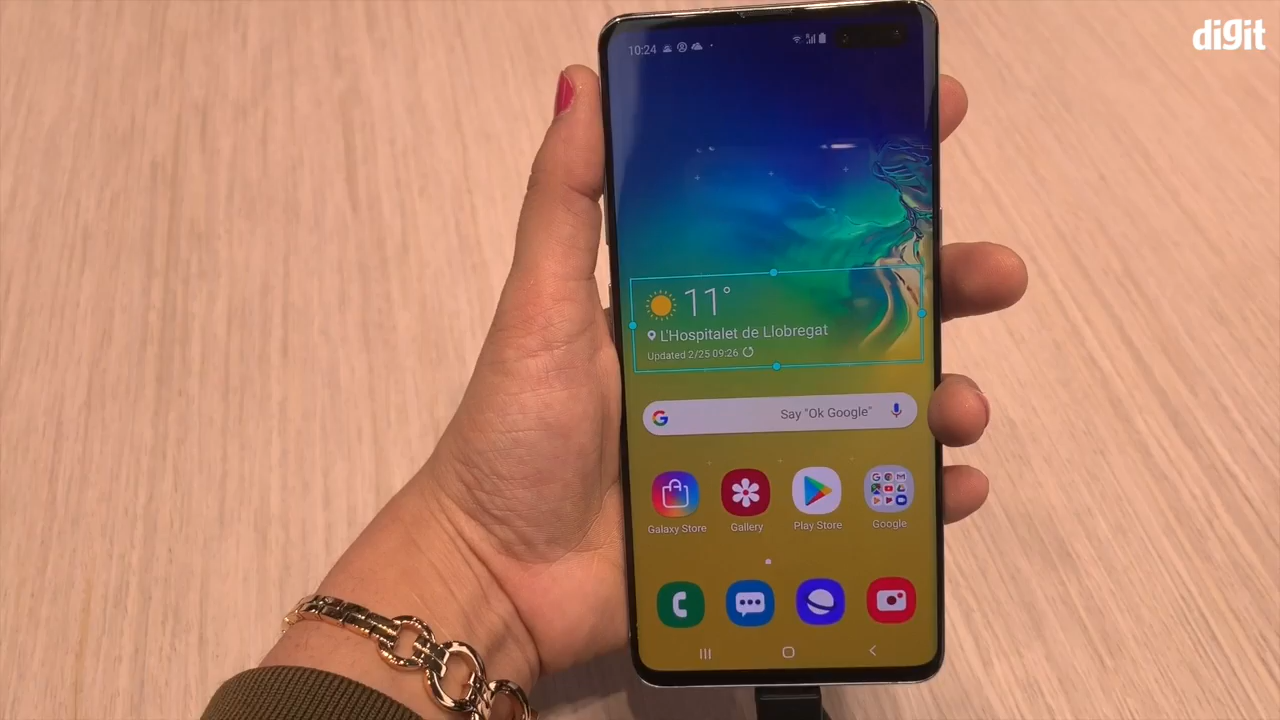 digit
10:24
11°
L'Hospitalet de Llobregat
Updated 2/25 09:26
Say "Ok Google"
Galaxy Store
Gallery
Play Store
Google